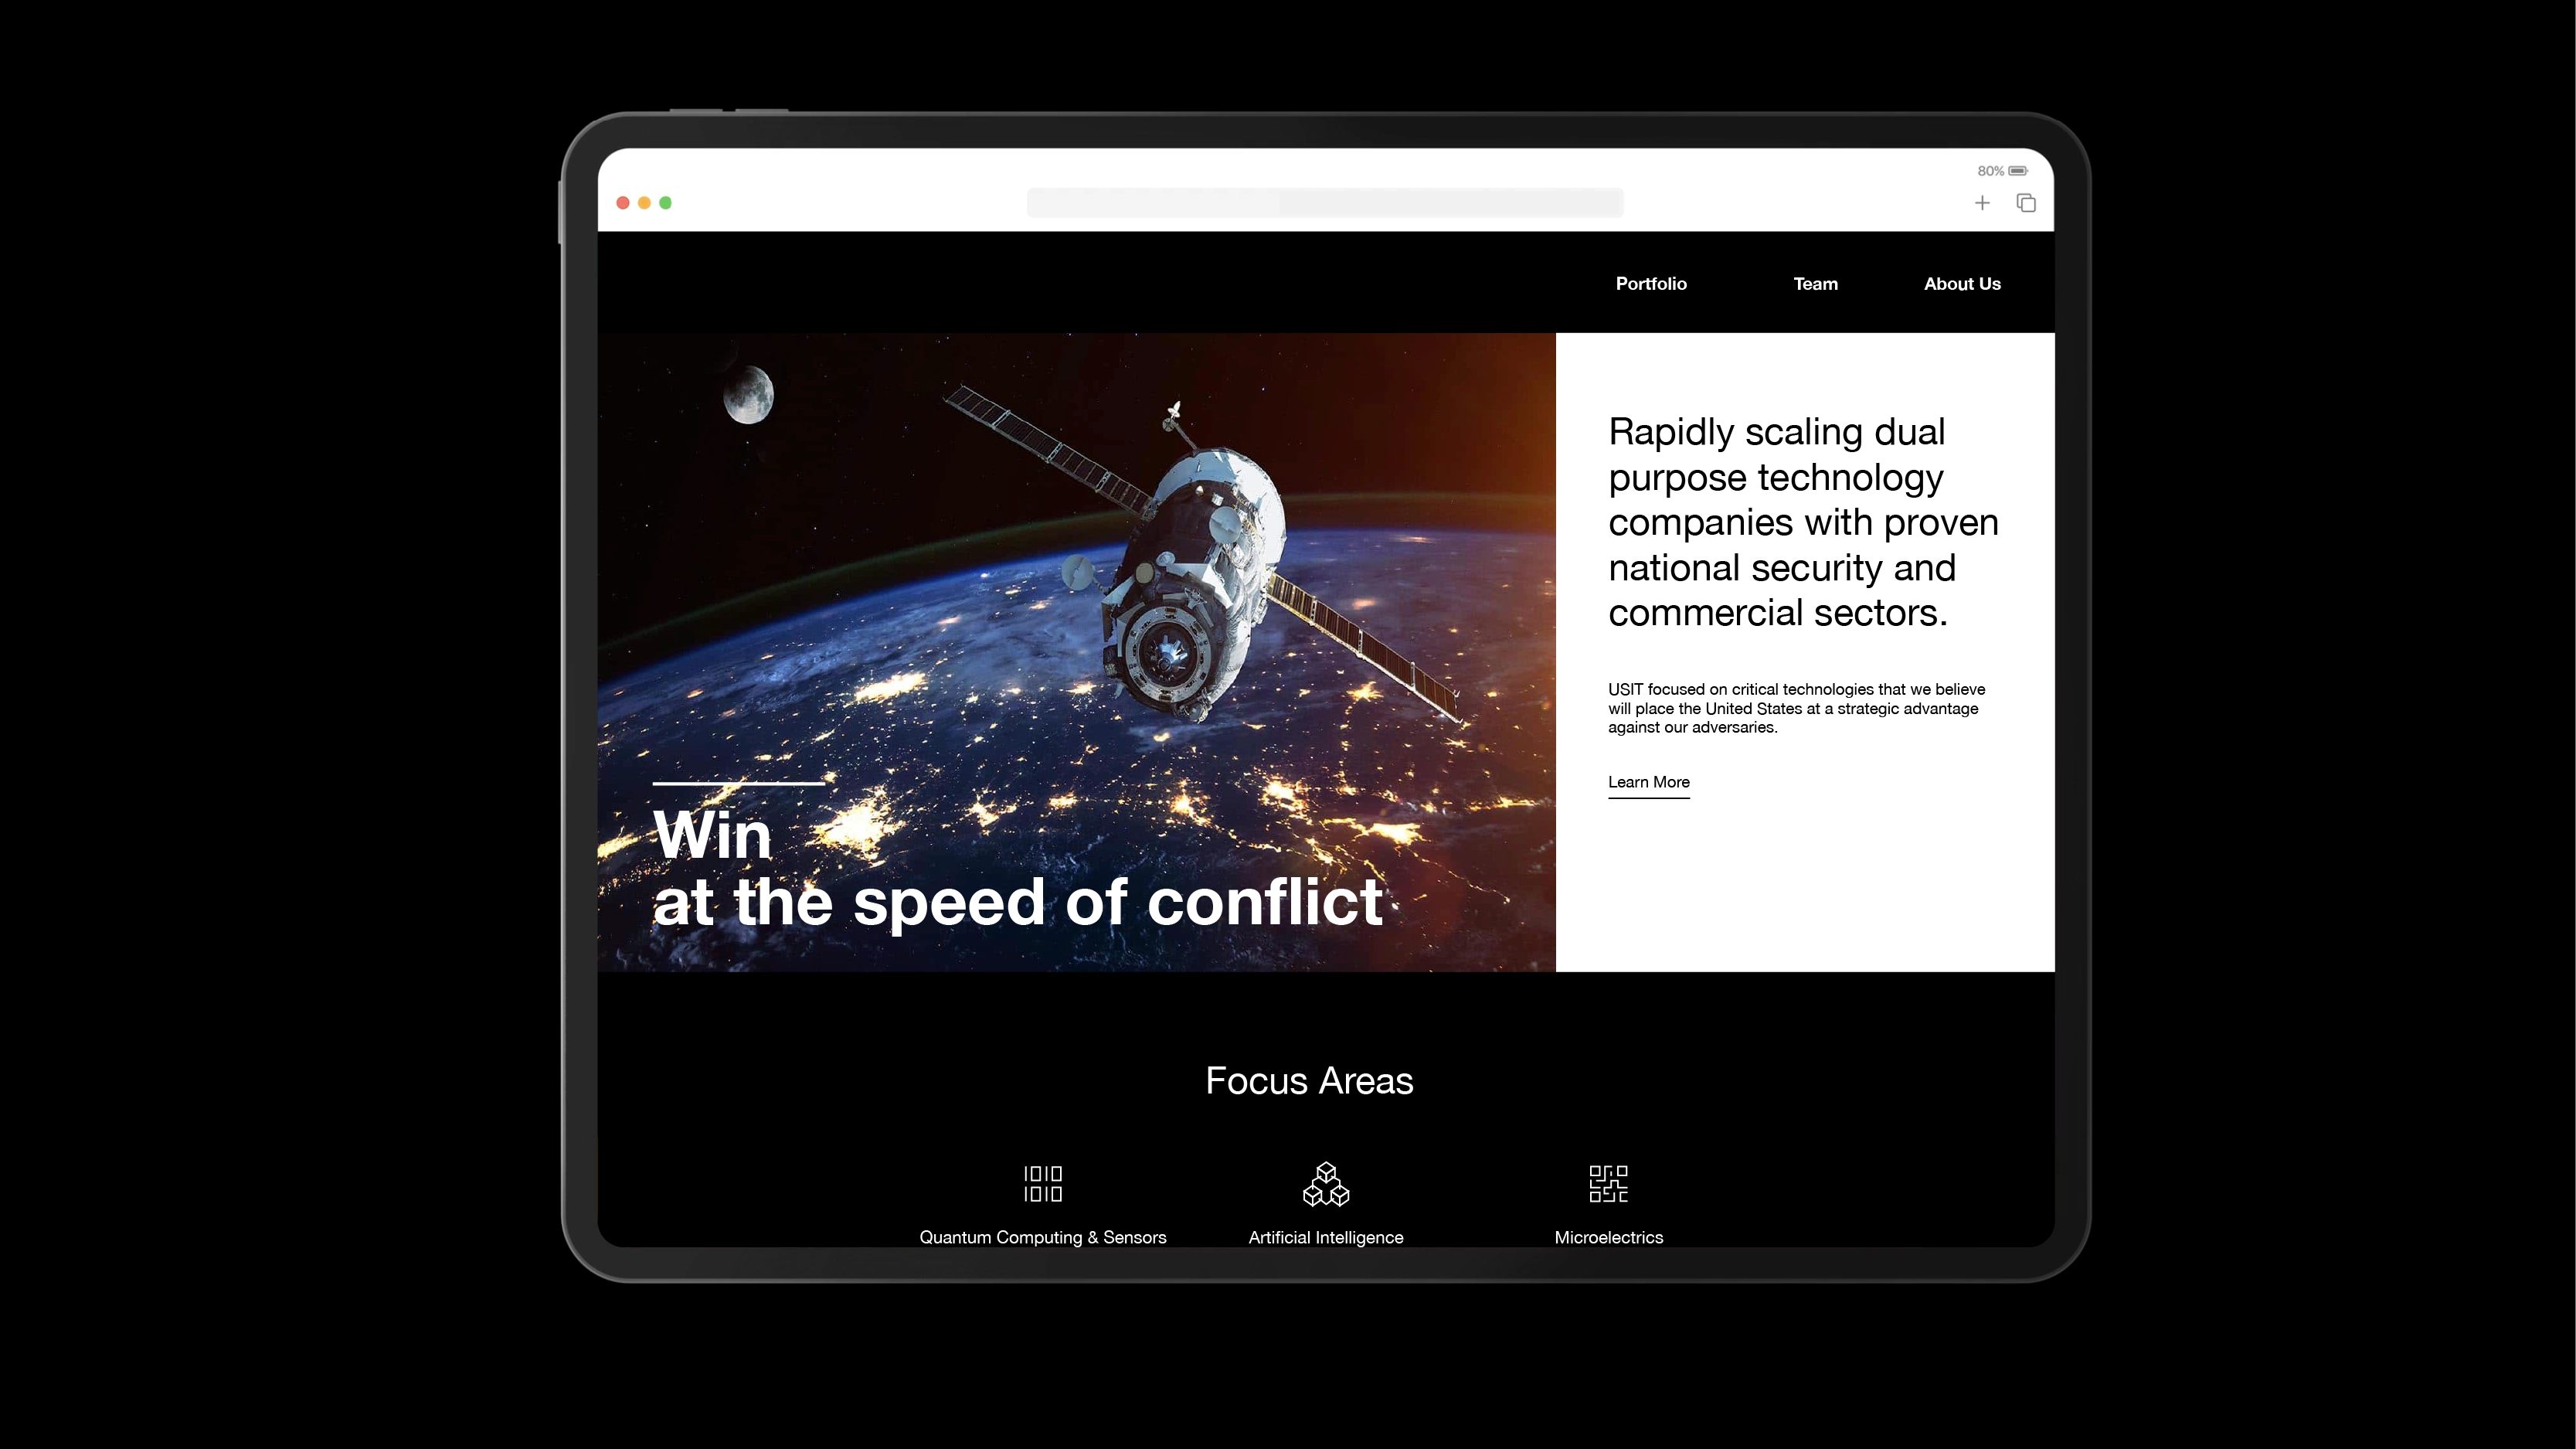 80%
Portfolio
Team
About Us
Rapidly scaling dual
purpose technology
companies with proven
national security and
commercial sectors.
USIT focused on critical technologies that we believe
will place the United States at a strategic advantage
against our adversaries.
Learn More
Win
at the speed of conflict
Focus Areas
Quantum Computing & Sensors
Artificial Intelligence
Microelectrics